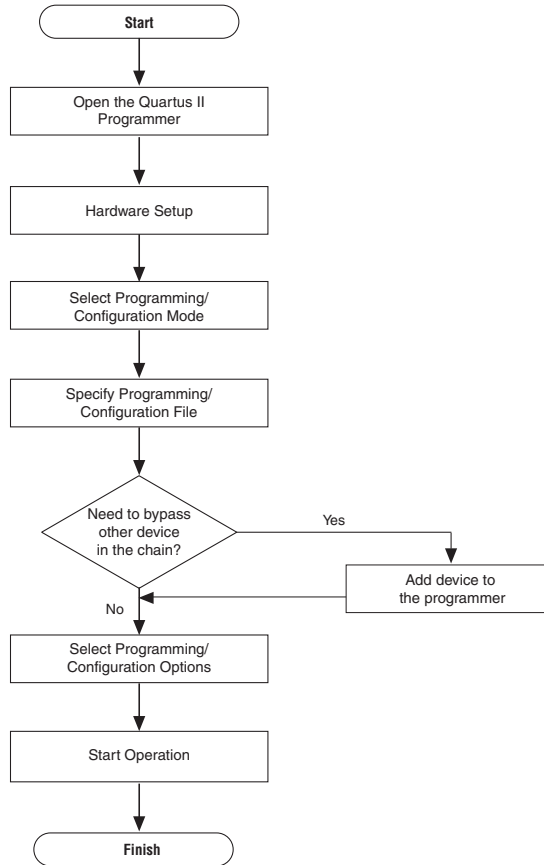 Start
Open the Quartus II
Programmer
Hardware Setup
Select Programming/
Configuration Mode
Specify Programming/
Configuration File
Need to bypass
other device
in the chain?
Yes
Add device to
the programmer
No
Select Programming/
Configuration Options
Start Operation
Finish